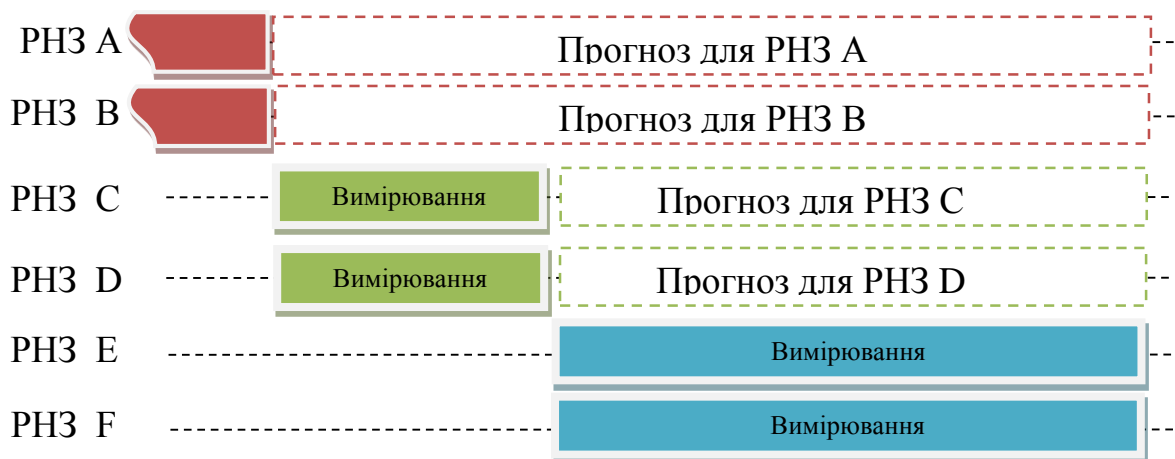 РНЗ A Прогноз для РНЗ A
РНЗ B Прогноз для РНЗ B
РНЗ C Вимірювання Прогноз для РНЗ C
РНЗ D Вимірювання Прогноз для РНЗ D
РНЗ E Вимірювання
РНЗ F Вимірювання